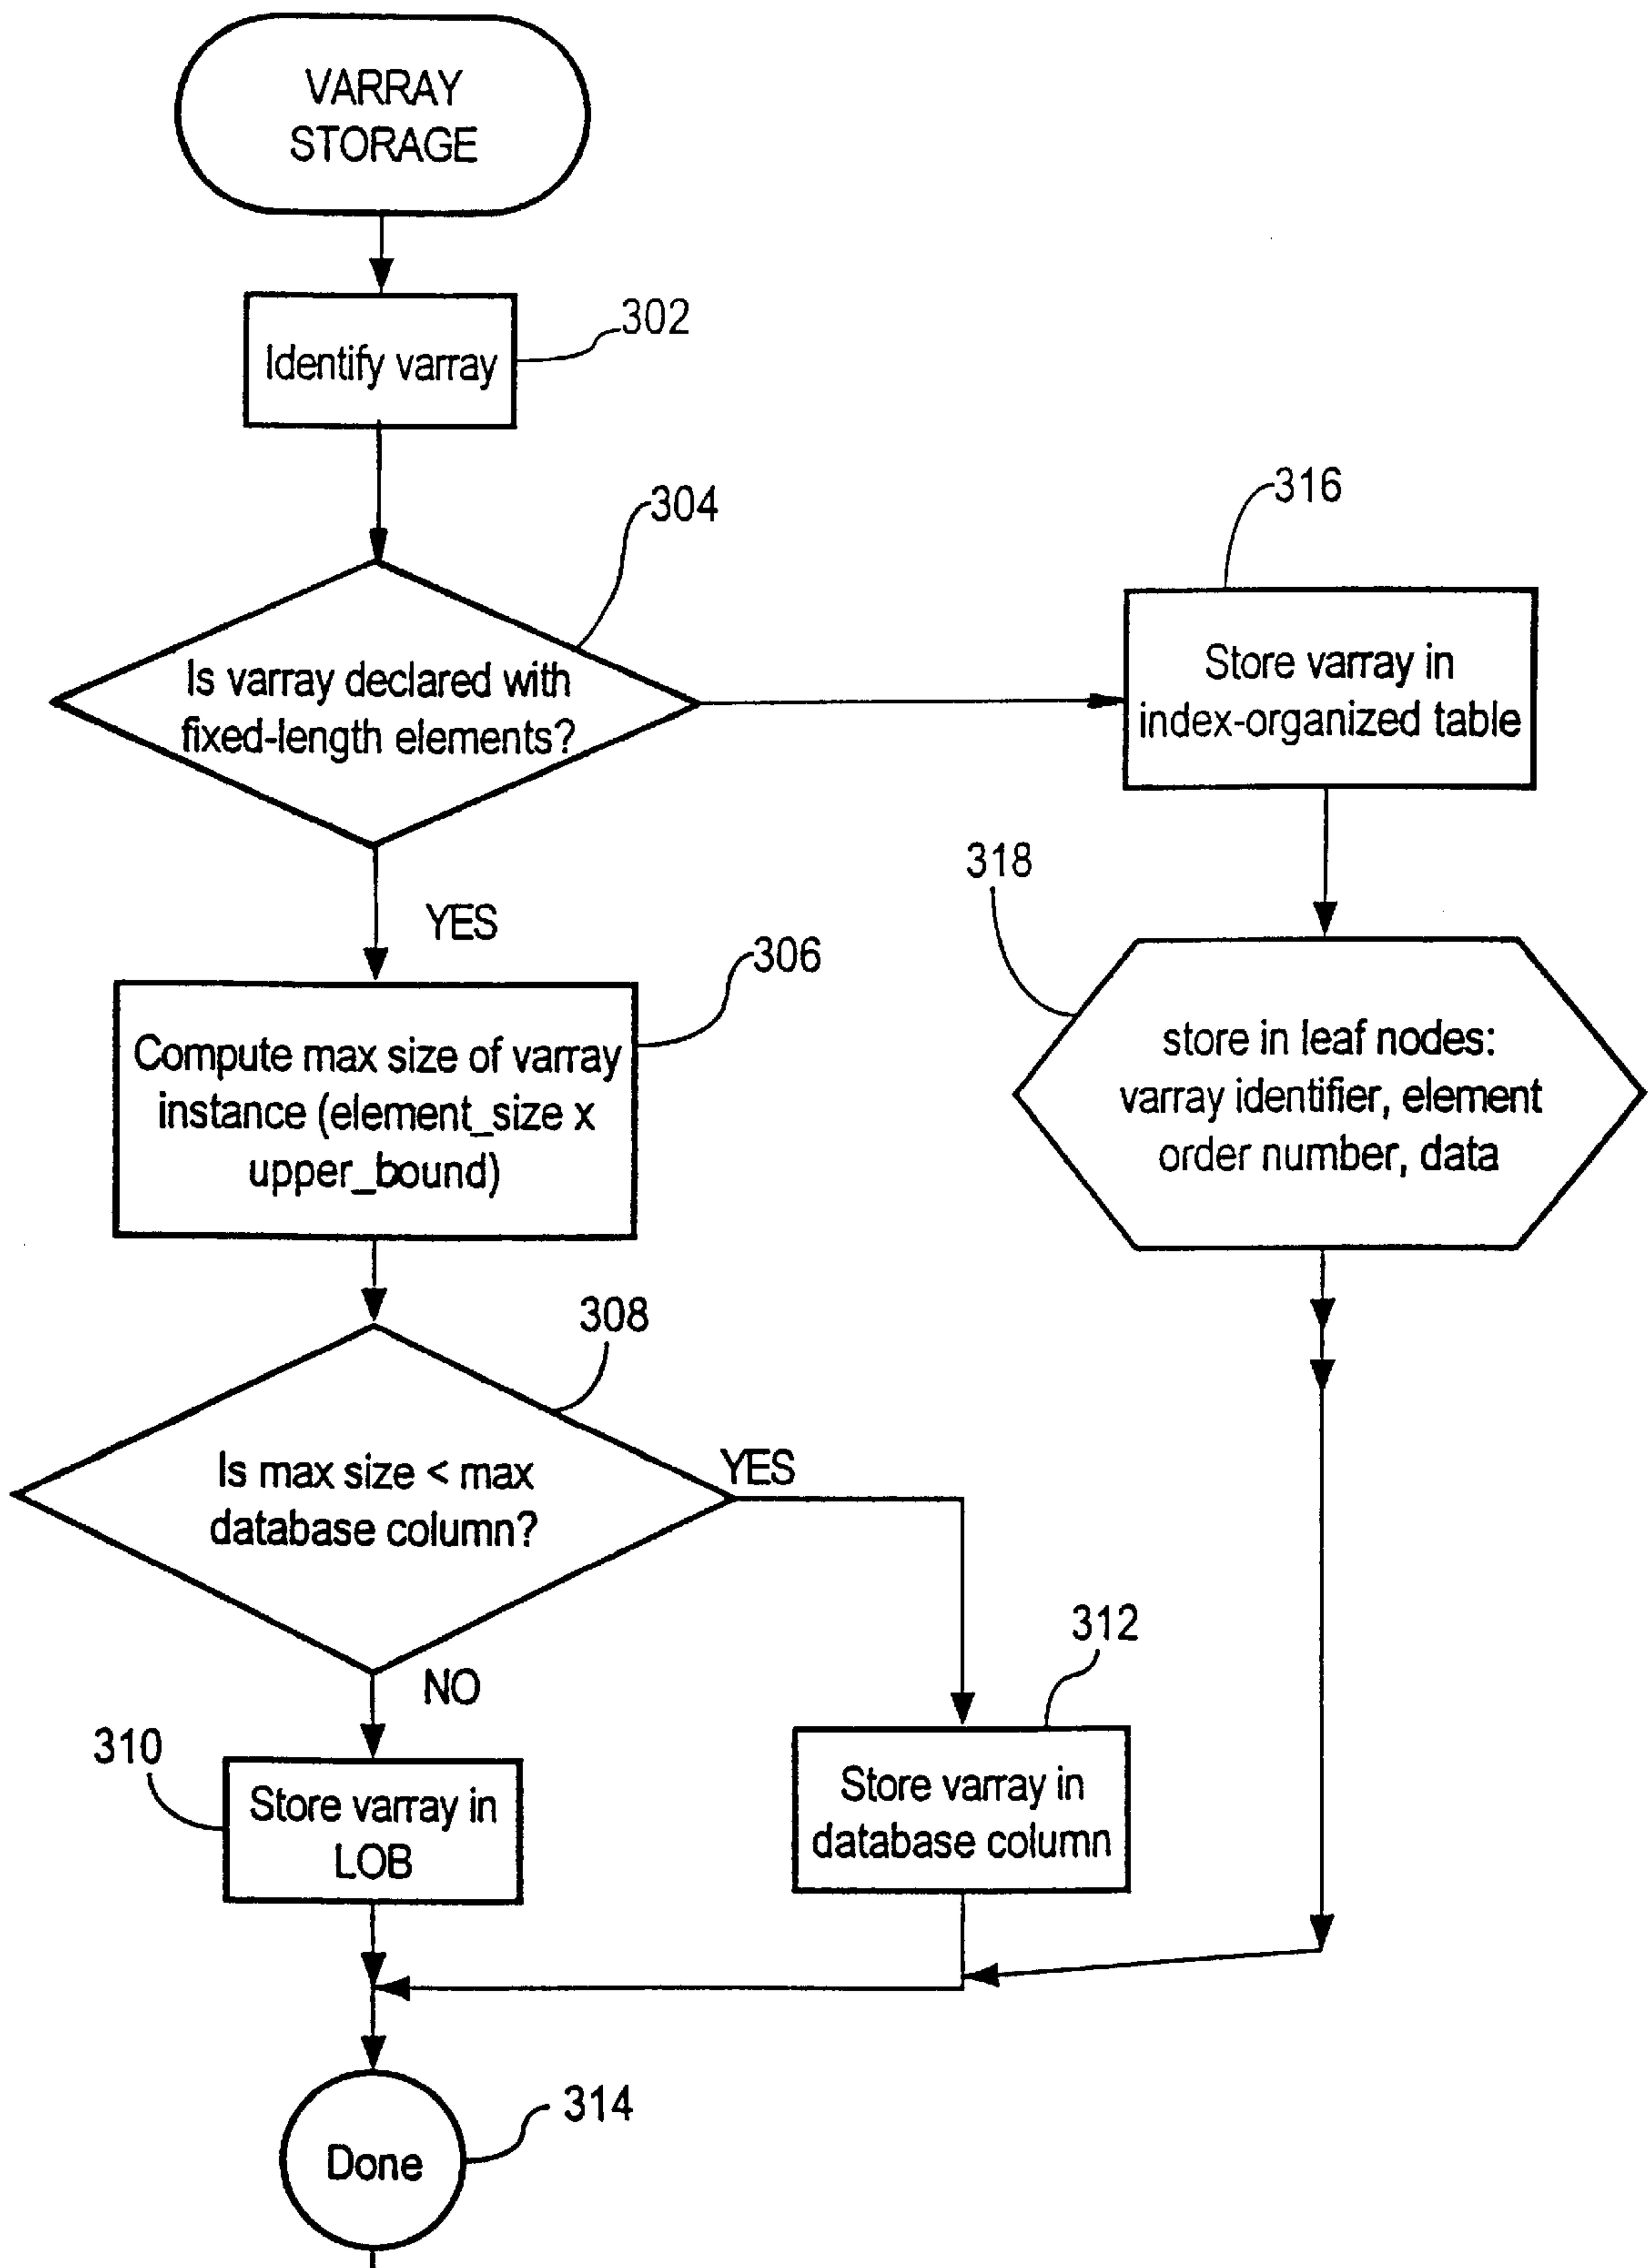 VARRAY
STORAGE
302
Identify varray
304
316
Is varray declared with
fixed-length elements?
Store varray in
index-organized table
318
YES
306
Compute max size of varray
instance (element_size x
upper_bound)
store in leaf nodes:
varray identifier, element
order number, data
308
Is max size < max
database column?
YES
NO
312
310
Store varray in
LOB
Store varray in
database column
314
Done